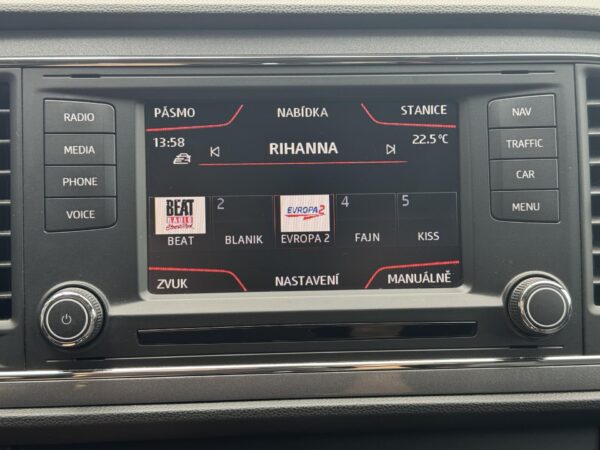 RADIO
MEDIA
PHONE
VOICE
PÁSMO
NABÍDKA
STANICE
13:58
RIHANNA
22.5°C
BEAT
RADIO
2
EVROPA 2
4
5
BEAT
BLANIK
EVROPA 2
FAJN
KISS
ZVUK
NASTAVENÍ
MANUÁLNĚ
NAV
TRAFFIC
CAR
MENU